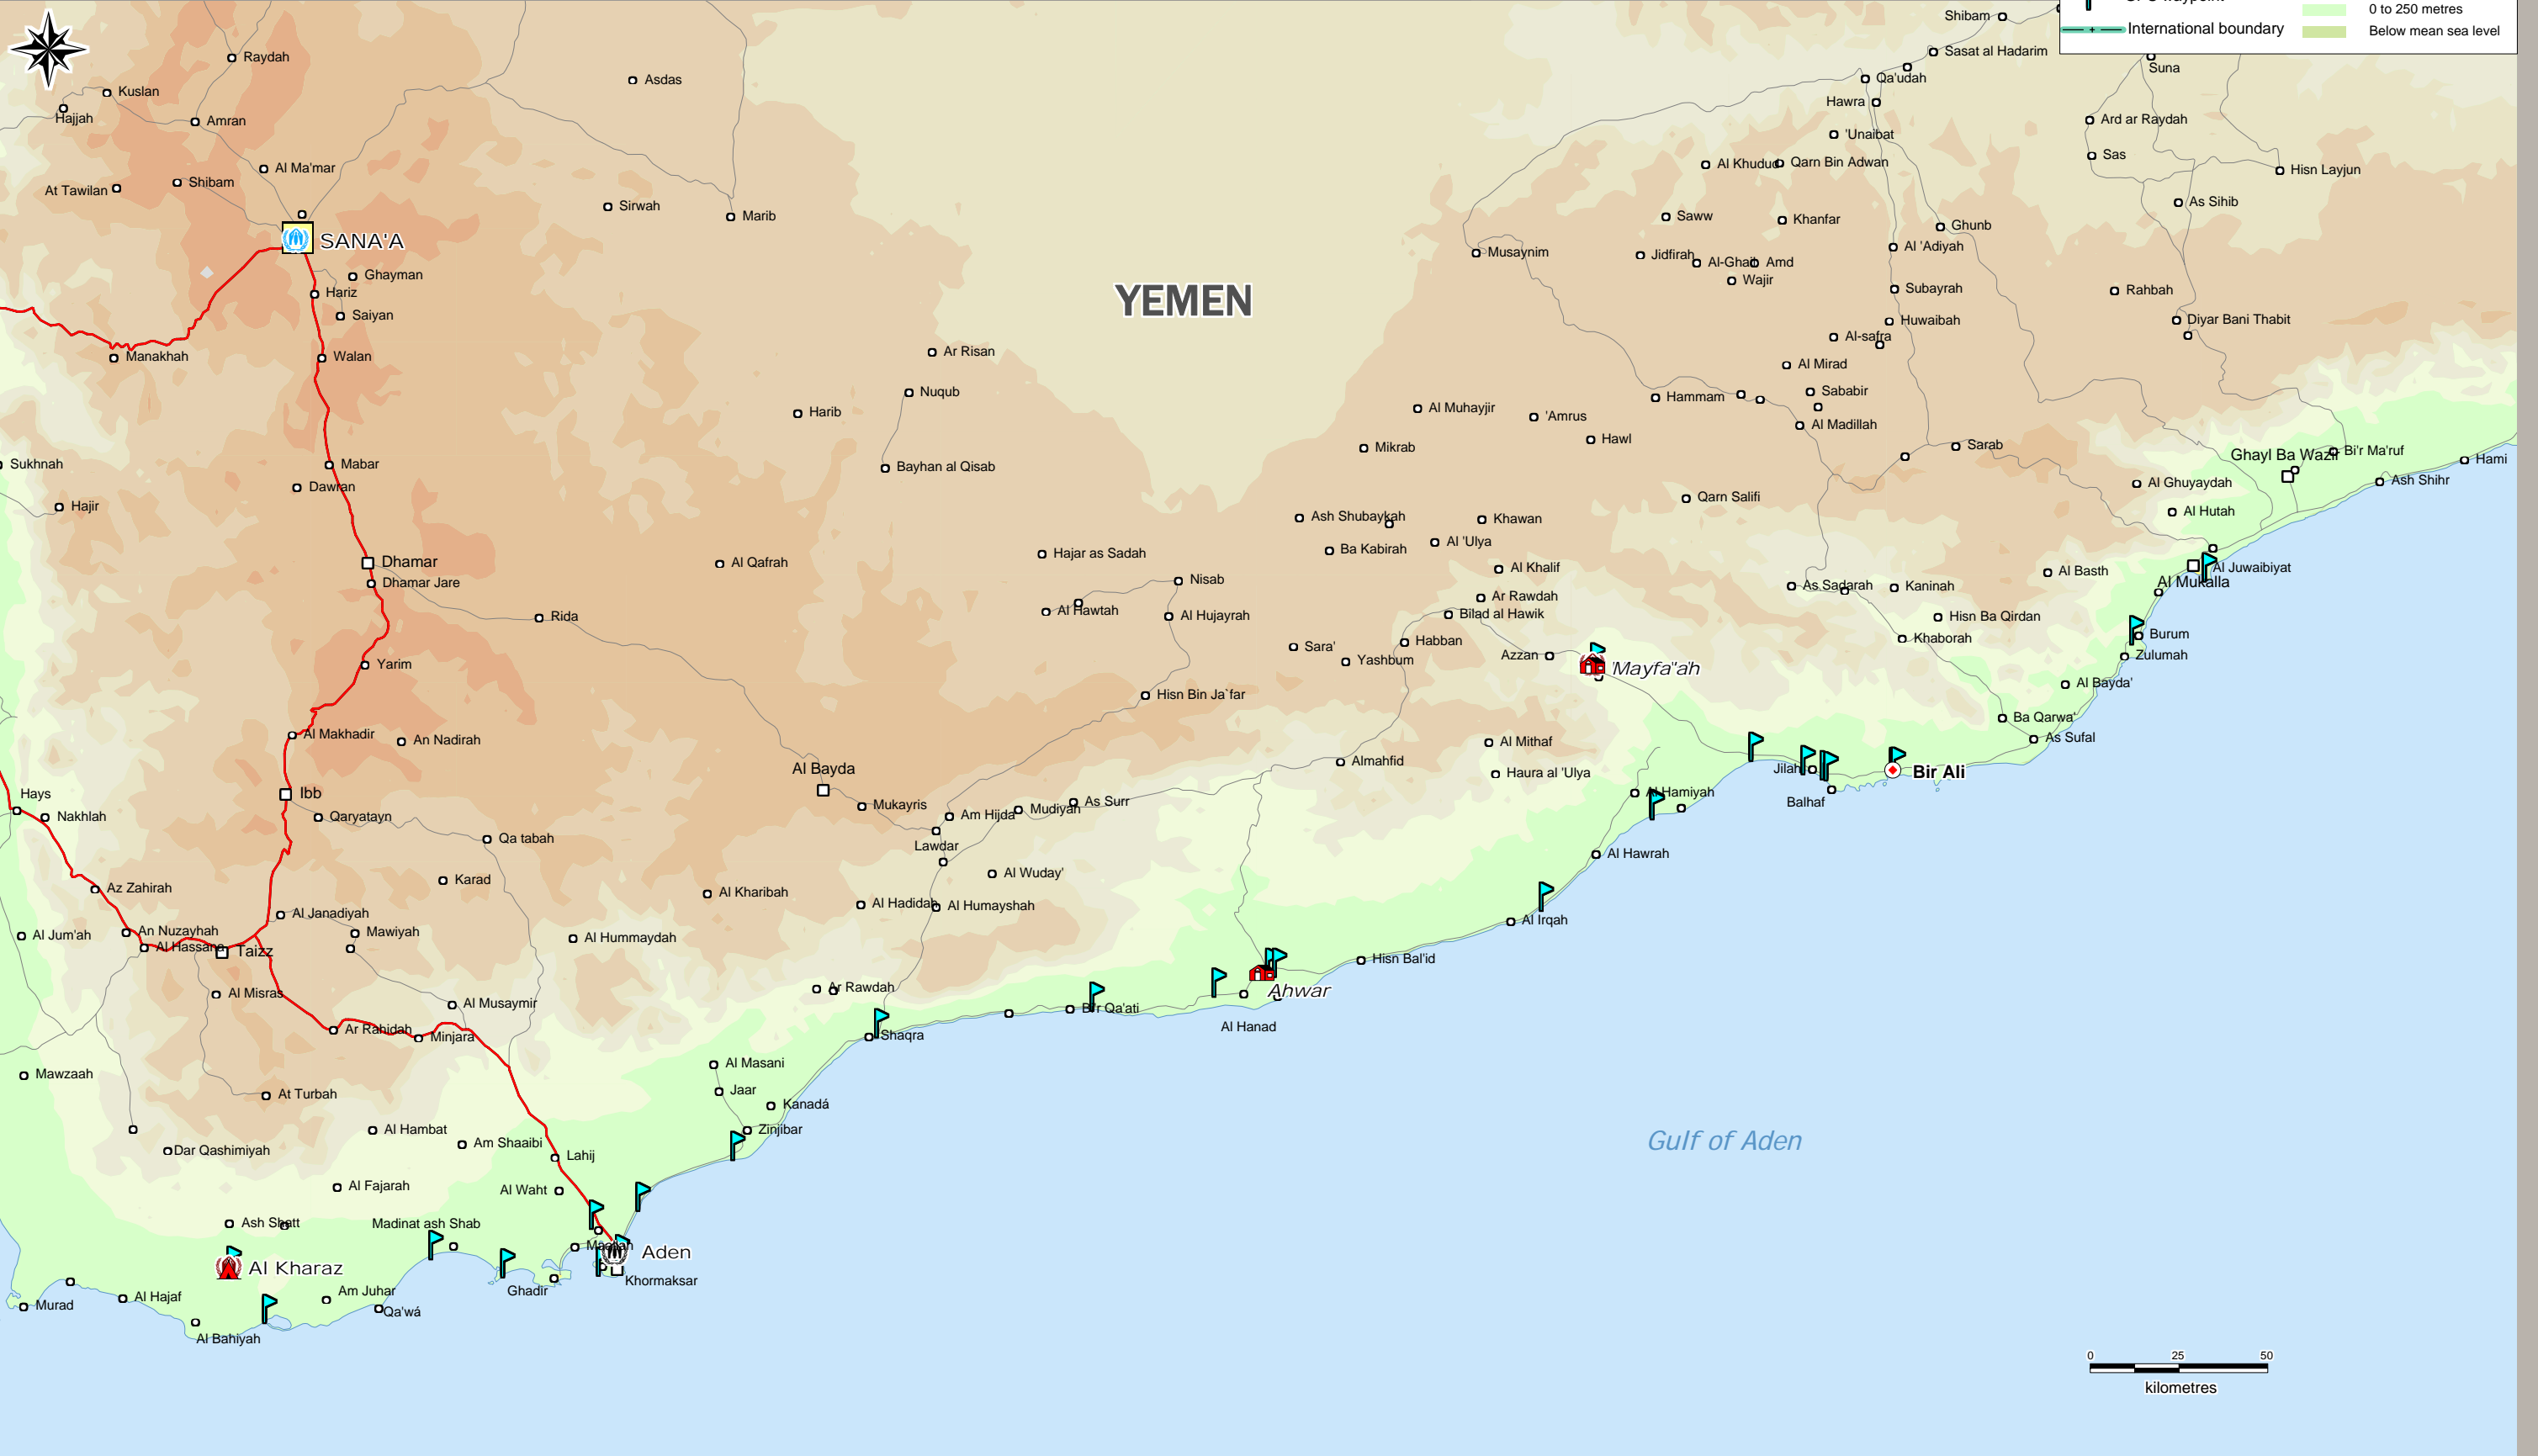 0 to 250 metres
International boundary
Below mean sea level
Shibam
Sasat al Hadarim
Raydah
Asdas
Qa'udah
Suna
Kuslan
Hawra
Hajjah
Amran
Ard ar Raydah
'Unaibat
Al Ma'mar
Al Khudud
Qarn Bin Adwan
Sas
Hisn Layjun
At Tawilan
Shibam
Sirwah
Marib
Saww
Khanfar
As Sihib
Ghunb
SANA'A
Musaynim
Jidfirah
Al-Ghail
Amd
Al 'Adiyah
Ghayman
Hariz
Wajir
Subayrah
Rahbah
YEMEN
Saiyan
Huwaibah
Diyar Bani Thabit
Al-safra
Manakhah
Walan
Ar Risan
Al Mirad
Nuqub
Sababir
Hammam
Harib
Al Muhayjir
'Amrus
Al Madillah
Hawl
Mikrab
Sarab
Ghayl Ba Wazir
Bi'r Ma'ruf
Hami
Sukhnah
Mabar
Bayhan al Qisab
Ash Shihr
Dawran
Al Ghuyaydah
Qarn Salifi
Hajir
Al Hutah
Ash Shubaykah
Khawan
Al 'Ulya
Ba Kabirah
Hajar as Sadah
Dhamar
Al Qafrah
Al Khalif
Al Juwaibiyat
Al Basth
Dhamar Jare
Nisab
Al Mukalla
As Sadarah
Kaninah
Ar Rawdah
Al Hawtah
Al Hujayrah
Bilad al Hawik
Rida
Hisn Ba Qirdan
Burum
Khaborah
Sara'
Habban
Azzan
Zulumah
Yashbum
Yarim
'Mayfa''a'h
Al Bayda'
Hisn Bin Ja`far
Ba Qarwa'
Al Makhadir
An Nadirah
As Sufal
Al Mithaf
Almahfid
Al Bayda
Jilah
Bir Ali
Haura al 'Ulya
Hays
Ibb
Al Hamiyah
Balhaf
As Surr
Mukayris
Mudiyah
Am Hijda
Nakhlah
Qaryatayn
Qa tabah
Lawdar
Al Hawrah
Al Wuday'
Karad
Az Zahirah
Al Kharibah
Al Hadidah
Al Humayshah
Al Janadiyah
Al Irqah
An Nuzayhah
Mawiyah
Al Jum'ah
Al Hummaydah
Al Hassana
Taizz
Hisn Bal'id
Ar Rawdah
Ahwar
Al Misras
Al Musaymir
Bi'r Qa'ati
Al Hanad
Ar Rahidah
Minjara
Shaqra
Al Masani
Mawzaah
Jaar
At Turbah
Kanadá
Al Hambat
Zinjibar
Gulf of Aden
Am Shaaibi
Dar Qashimiyah
Lahij
Al Fajarah
Al Waht
Ash Shatt
Madinat ash Shab
Aden
Al Kharaz
Khormaksar
Ghadir
Am Juhar
Al Hajaf
Murad
Qa'wá
Al Bahiyah
0 25 50
kilometres